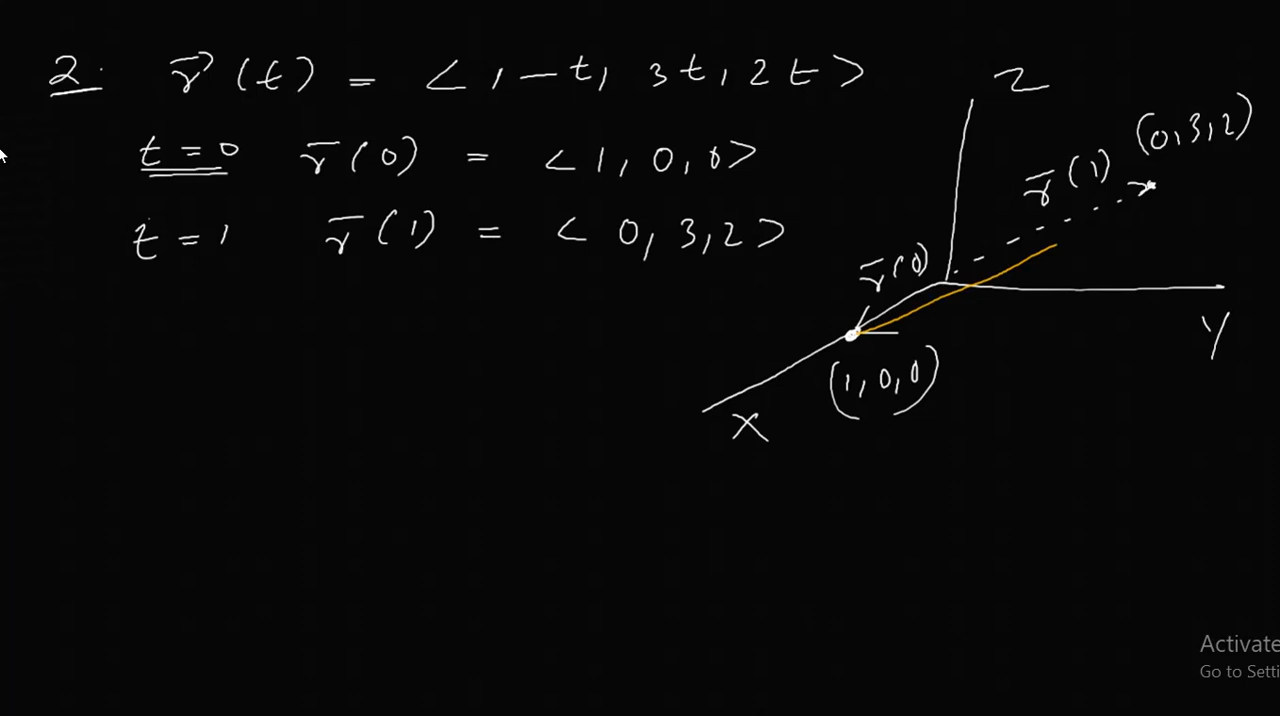 2. r⃗(t) = < 1-t, 3t, 2t >
t=0 r̄(0) = <1, 0, 0>
t=1 r̄(1) = < 0, 3, 2 >
Z
(0, 3, 2)
r̄(1)
r̄(0)
Y
(1, 0, 0)
X
Activate
Go to Setti